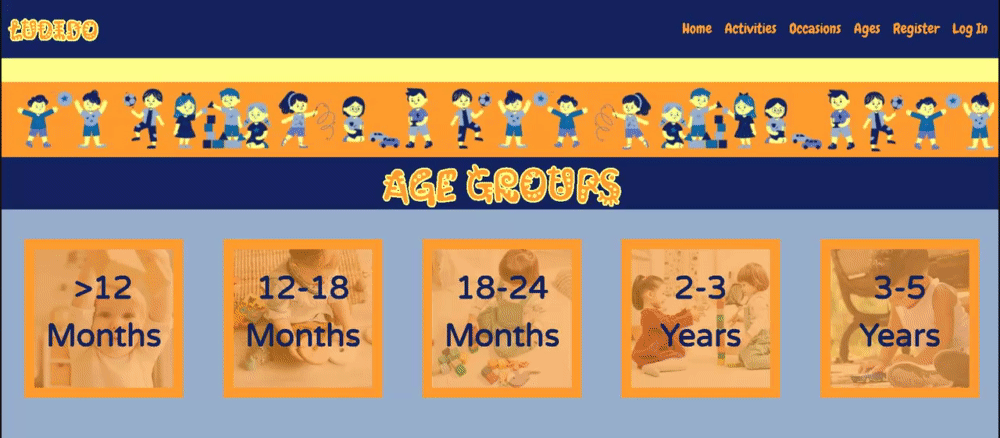 LUDIDO
Home Activities Occasions Ages Register Log In
AGE GROUPS
>12
Months
12-18
Months
18-24
Months
2-3
Years
3-5
Years